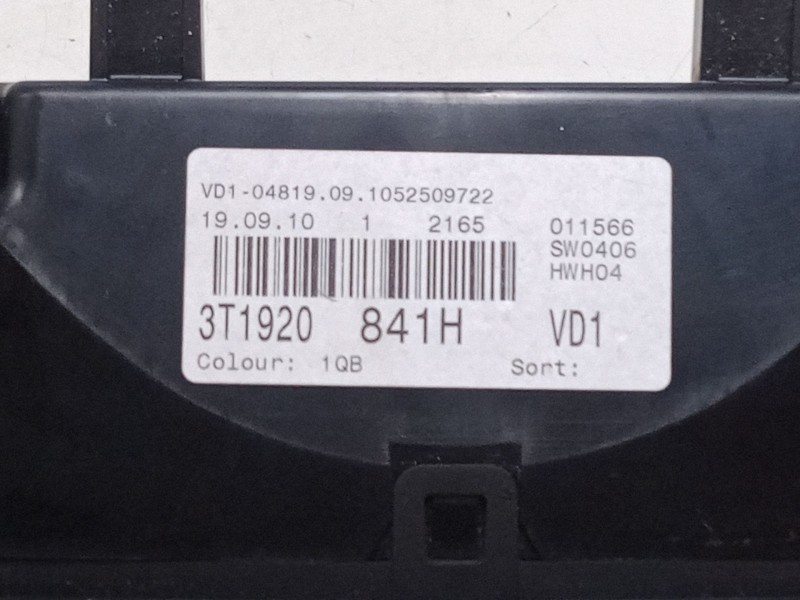 VD1-04819.09.1052509722
19.09.10 1 2165 011566
SW0406
HWH04
3T1920 841H VD1
Colour: 1QB Sort: